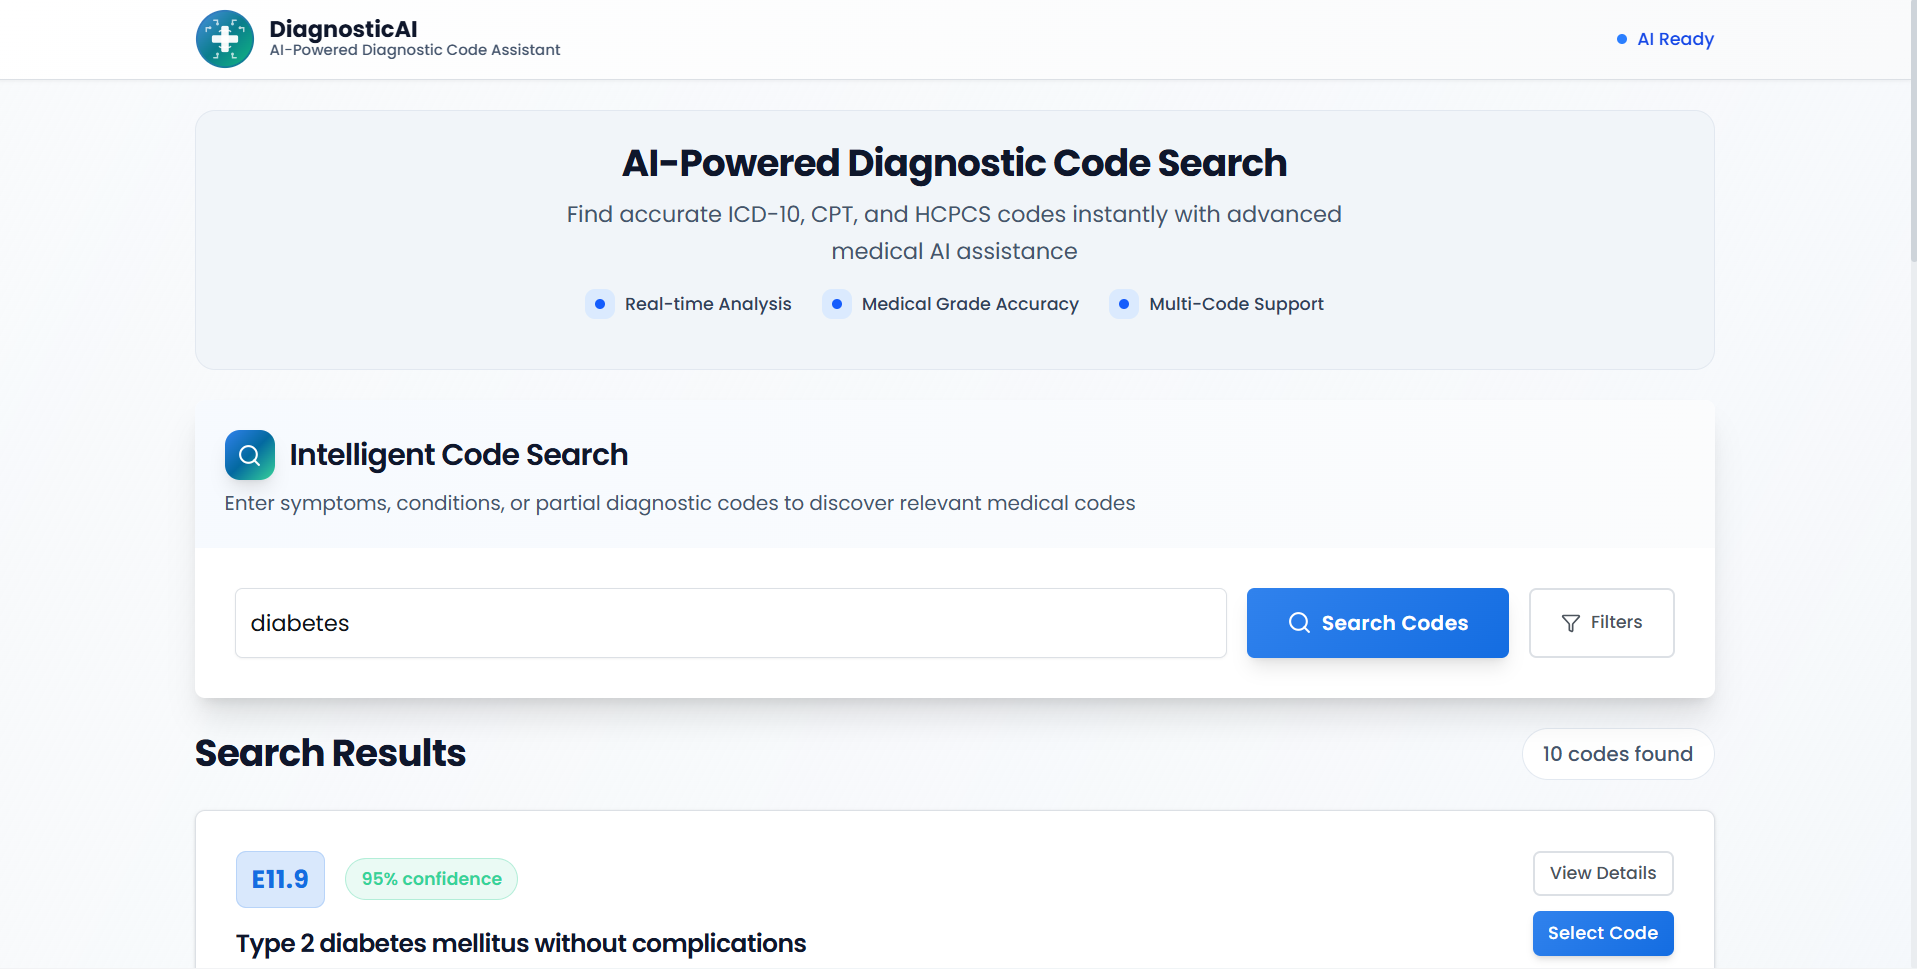 DiagnosticAI
AI-Powered Diagnostic Code Assistant
AI Ready
AI-Powered Diagnostic Code Search
Find accurate ICD-10, CPT, and HCPCS codes instantly with advanced
medical AI assistance
Real-time Analysis
Medical Grade Accuracy
Multi-Code Support
Intelligent Code Search
Enter symptoms, conditions, or partial diagnostic codes to discover relevant medical codes
diabetes
Search Codes
Filters
Search Results
10 codes found
E11.9
95% confidence
View Details
Type 2 diabetes mellitus without complications
Select Code